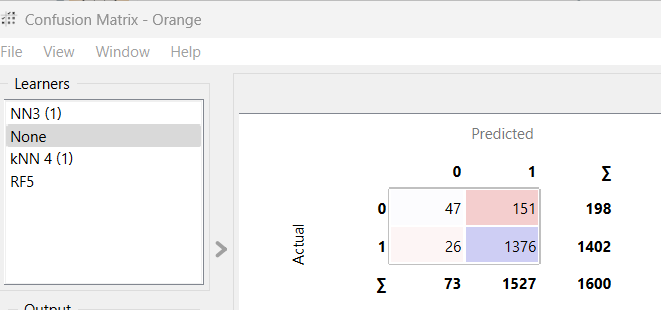 Confusion Matrix - Orange
File View Window Help
Learners
NN3 (1)
None
kNN 4 (1)
RF5
Output
Predicted
0 1 ∑
Actual
0 47 151 198
1 26 1376 1402
∑ 73 1527 1600